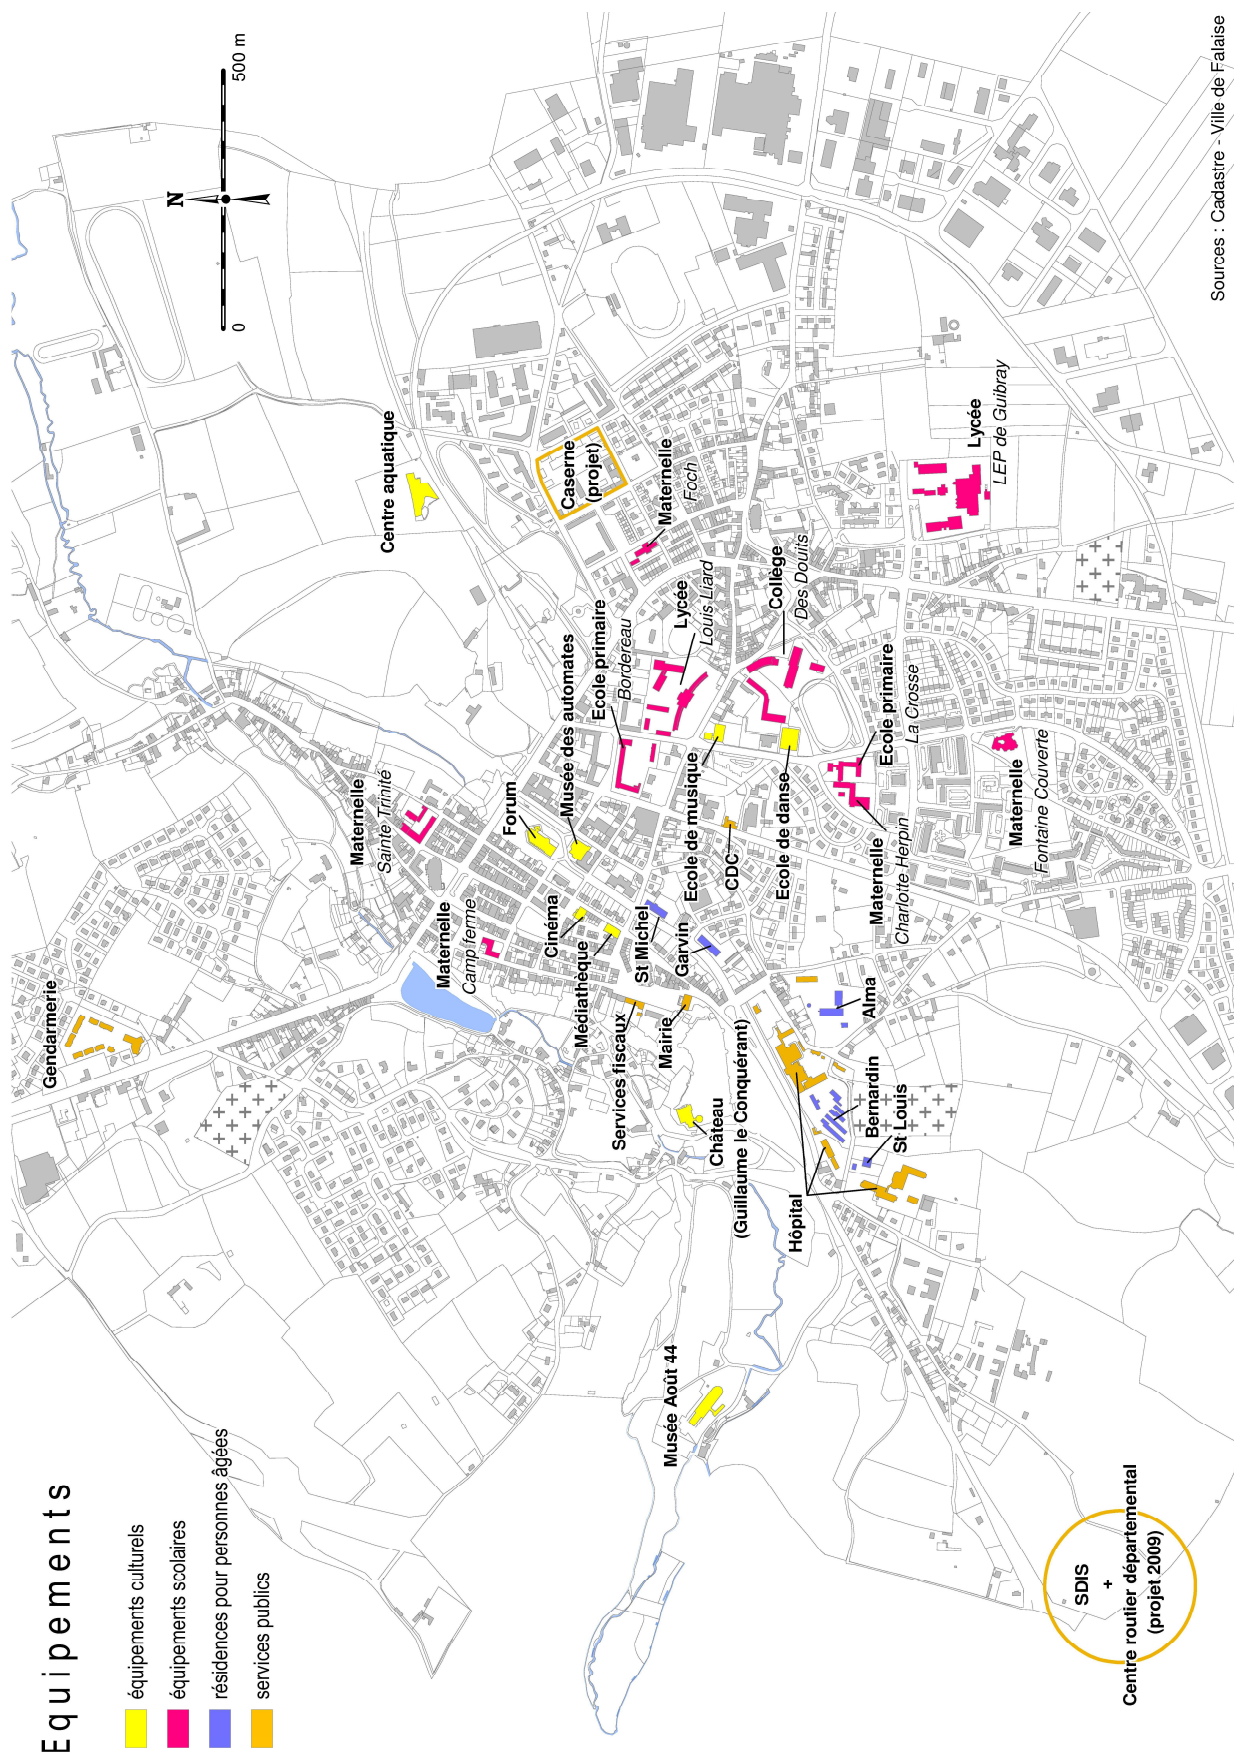 Equipements
équipements culturels
équipements scolaires
résidences pour personnes âgées
services publics
N
0
500 m
Gendarmerie
Maternelle
Sainte Trinité
Centre aquatique
Maternelle
Camp ferme
Forum
Musée des automates
Ecole primaire
Bordereau
Caserne
(projet)
Maternelle
Foch
Cinéma
Médiathèque
Services fiscaux
St Michel
Mairie
Garvin
Lycée
Louis Liard
Musée Août 44
Château
(Guillaume le Conquérant)
Ecole de musique
CDC
Ecole de danse
College
Des Douits
Hôpital
Alma
Bernardin
St Louis
Maternelle
Charlotte Herpin
Ecole primaire
La Crosse
Lycée
LEP de Guibray
Maternelle
Fontaine Couverte
SDIS
+
Centre routier départemental
(projet 2009)
Sources : Cadastre - Ville de Falaise